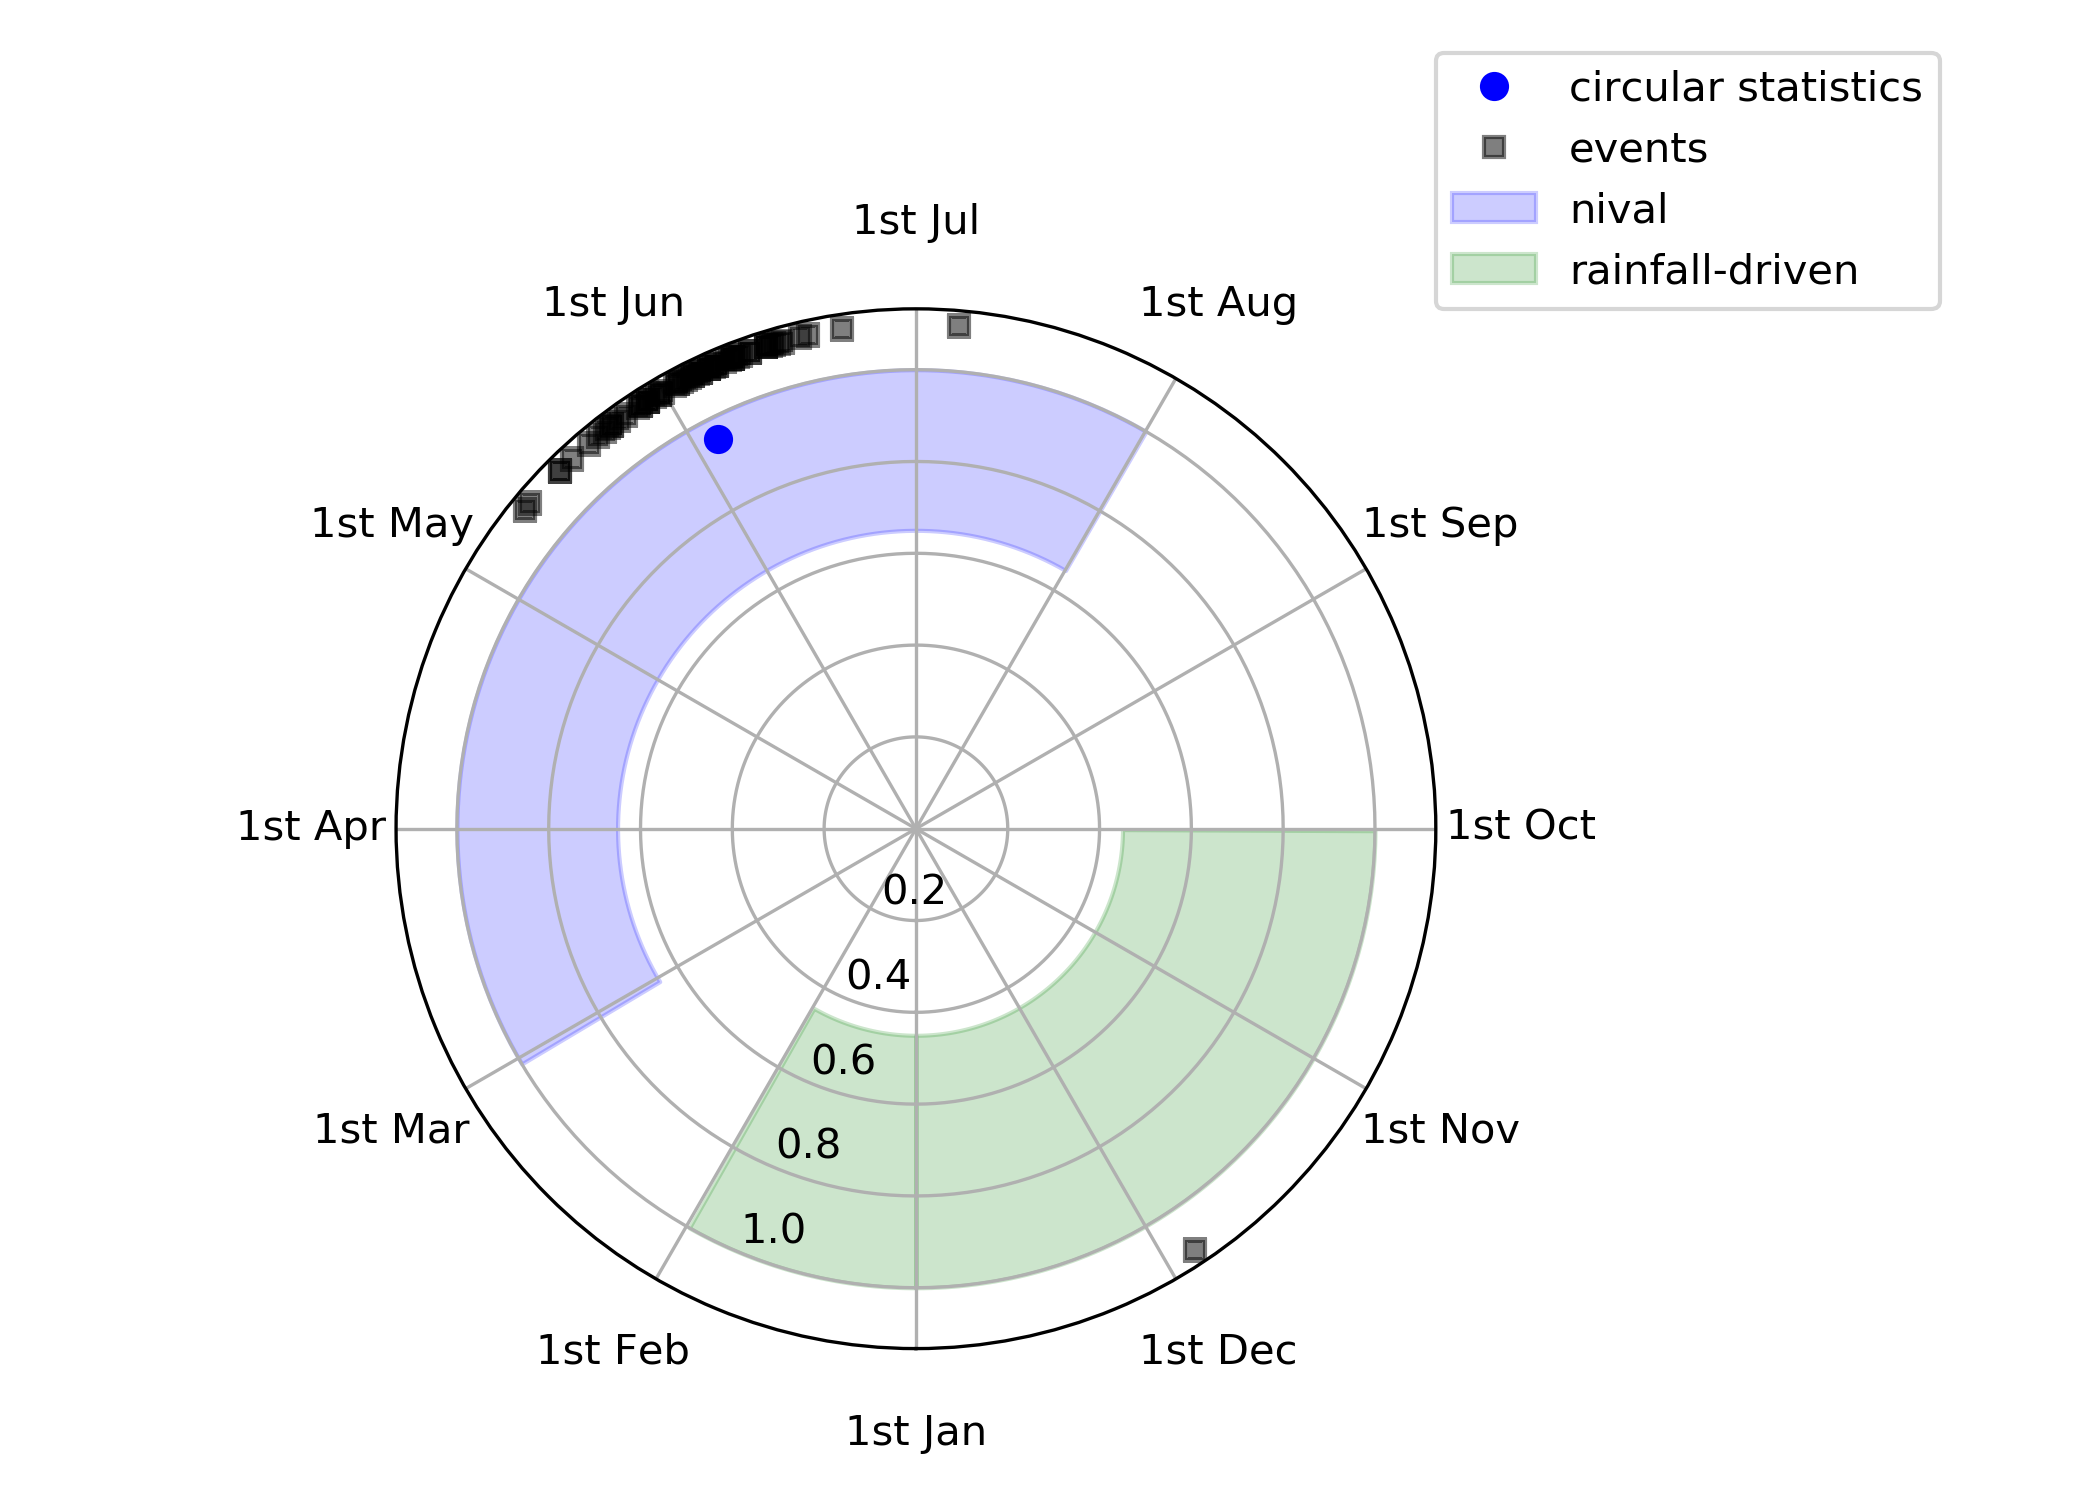 circular statistics
events
nival
rainfall-driven
1st Jul
1st Jun
1st Aug
1st May
1st Sep
1st Apr
1st Oct
0.2
0.4
0.6
1st Mar
1st Nov
0.8
1.0
1st Feb
1st Dec
1st Jan